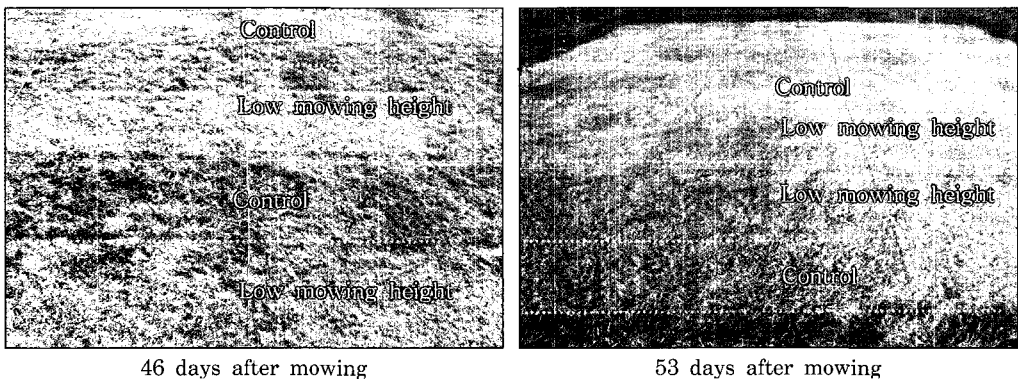 Control
Low mowing height
Control
Low mowing height
46 days after mowing
Control
Low mowing height
Low mowing height
Control
53 days after mowing